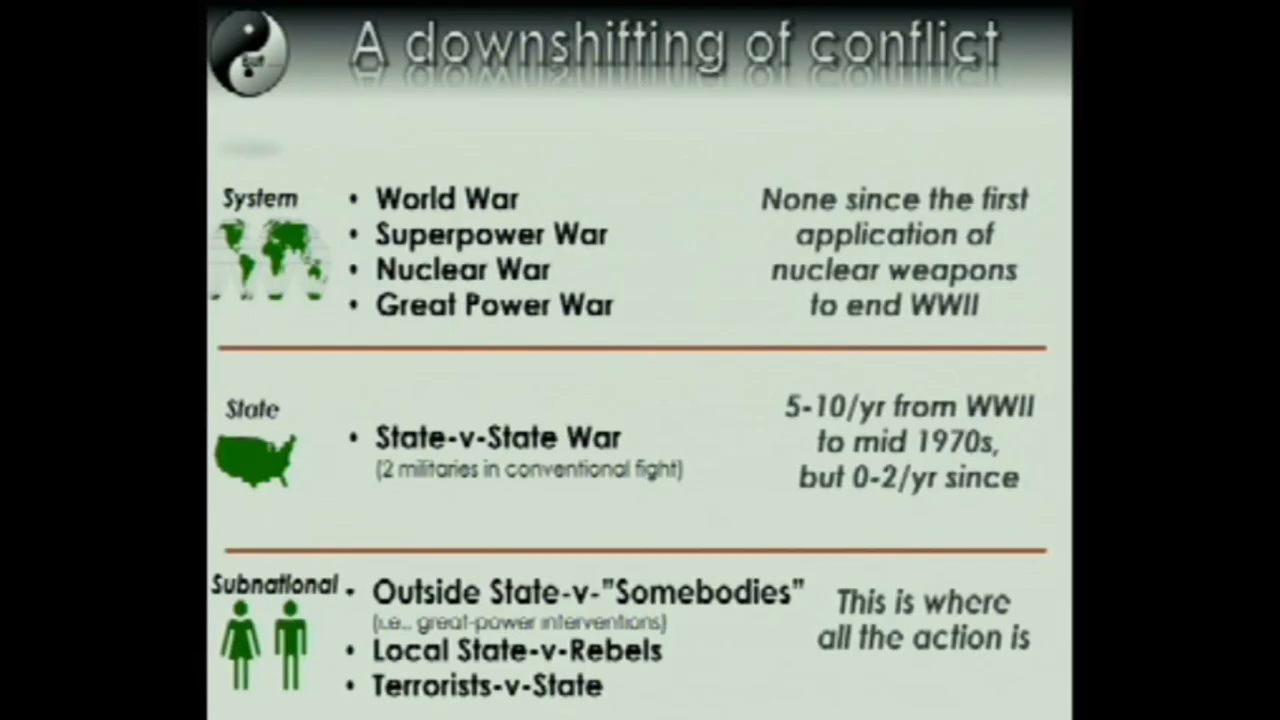 A downshifting of conflict
System
• World War
• Superpower War
• Nuclear War
• Great Power War
None since the first
application of
nuclear weapons
to end WWII
State
• State-v-State War
(2 militaries in conventional fight)
5-10/yr from WWII
to mid 1970s,
but 0-2/yr since
Subnational
• Outside State-v-"Somebodies"
(i.e., great-power interventions)
• Local State-v-Rebels
• Terrorists-v-State
This is where
all the action is